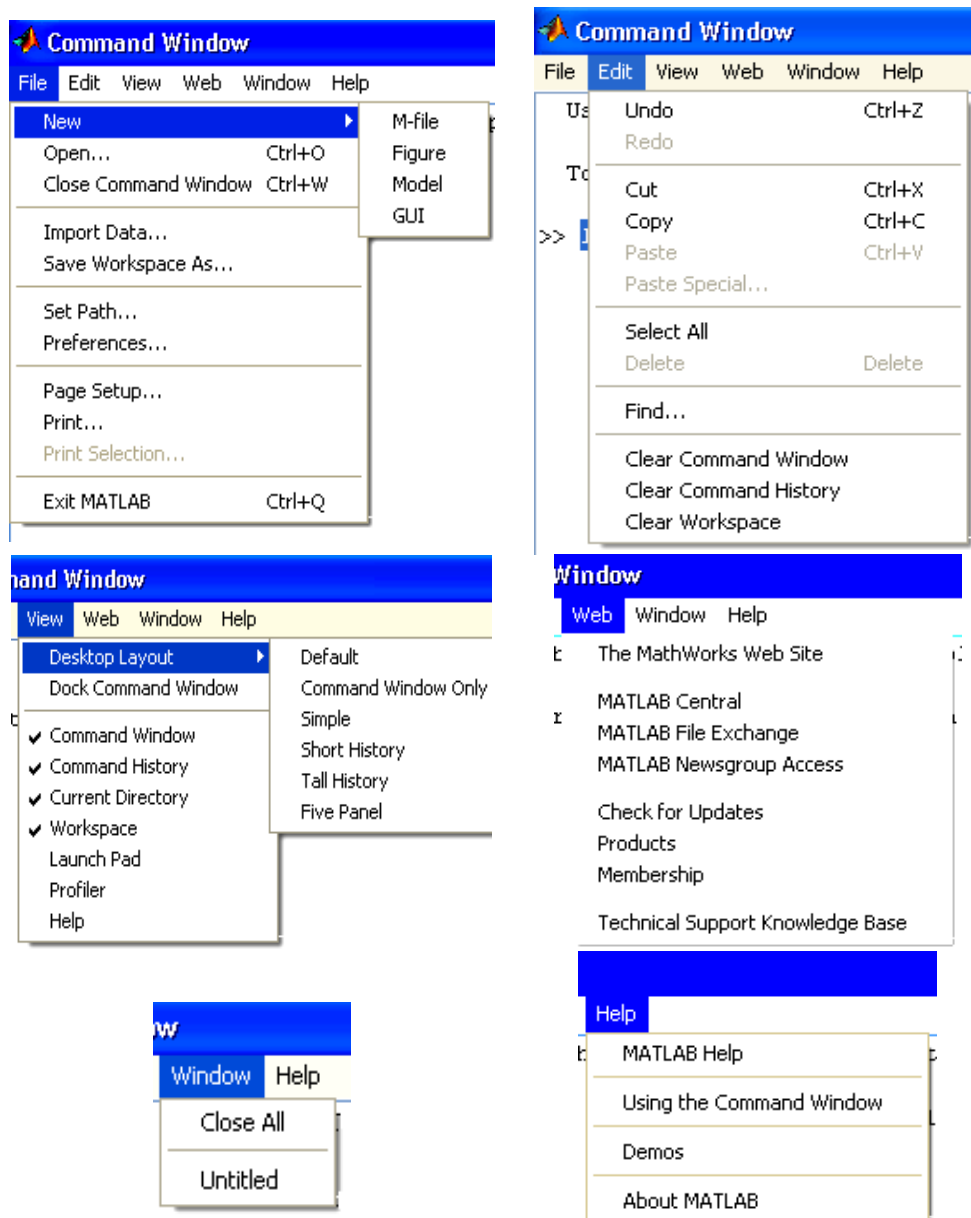 Command Window
File Edit View Web Window Help
New
M-file
Open... Ctrl+O
Figure
Close Command Window Ctrl+W
Model
GUI
Import Data...
Save Workspace As...
Set Path...
Preferences...
Page Setup...
Print...
Print Selection...
Exit MATLAB Ctrl+Q
Command Window
File Edit View Web Window Help
Us
Undo Ctrl+Z
Redo
To
Cut Ctrl+X
Copy Ctrl+C
>>
Paste Ctrl+V
Paste Special...
Select All
Delete Delete
Find...
Clear Command Window
Clear Command History
Clear Workspace
mand Window
View Web Window Help
Desktop Layout
Default
Dock Command Window
Command Window Only
Simple
Command Window
Short History
Command History
Tall History
Current Directory
Five Panel
Workspace
Launch Pad
Profiler
Help
Window
Web Window Help
The MathWorks Web Site
MATLAB Central
MATLAB File Exchange
MATLAB Newsgroup Access
Check for Updates
Products
Membership
Technical Support Knowledge Base
ow
Window Help
Close All
Untitled
Help
MATLAB Help
Using the Command Window
Demos
About MATLAB